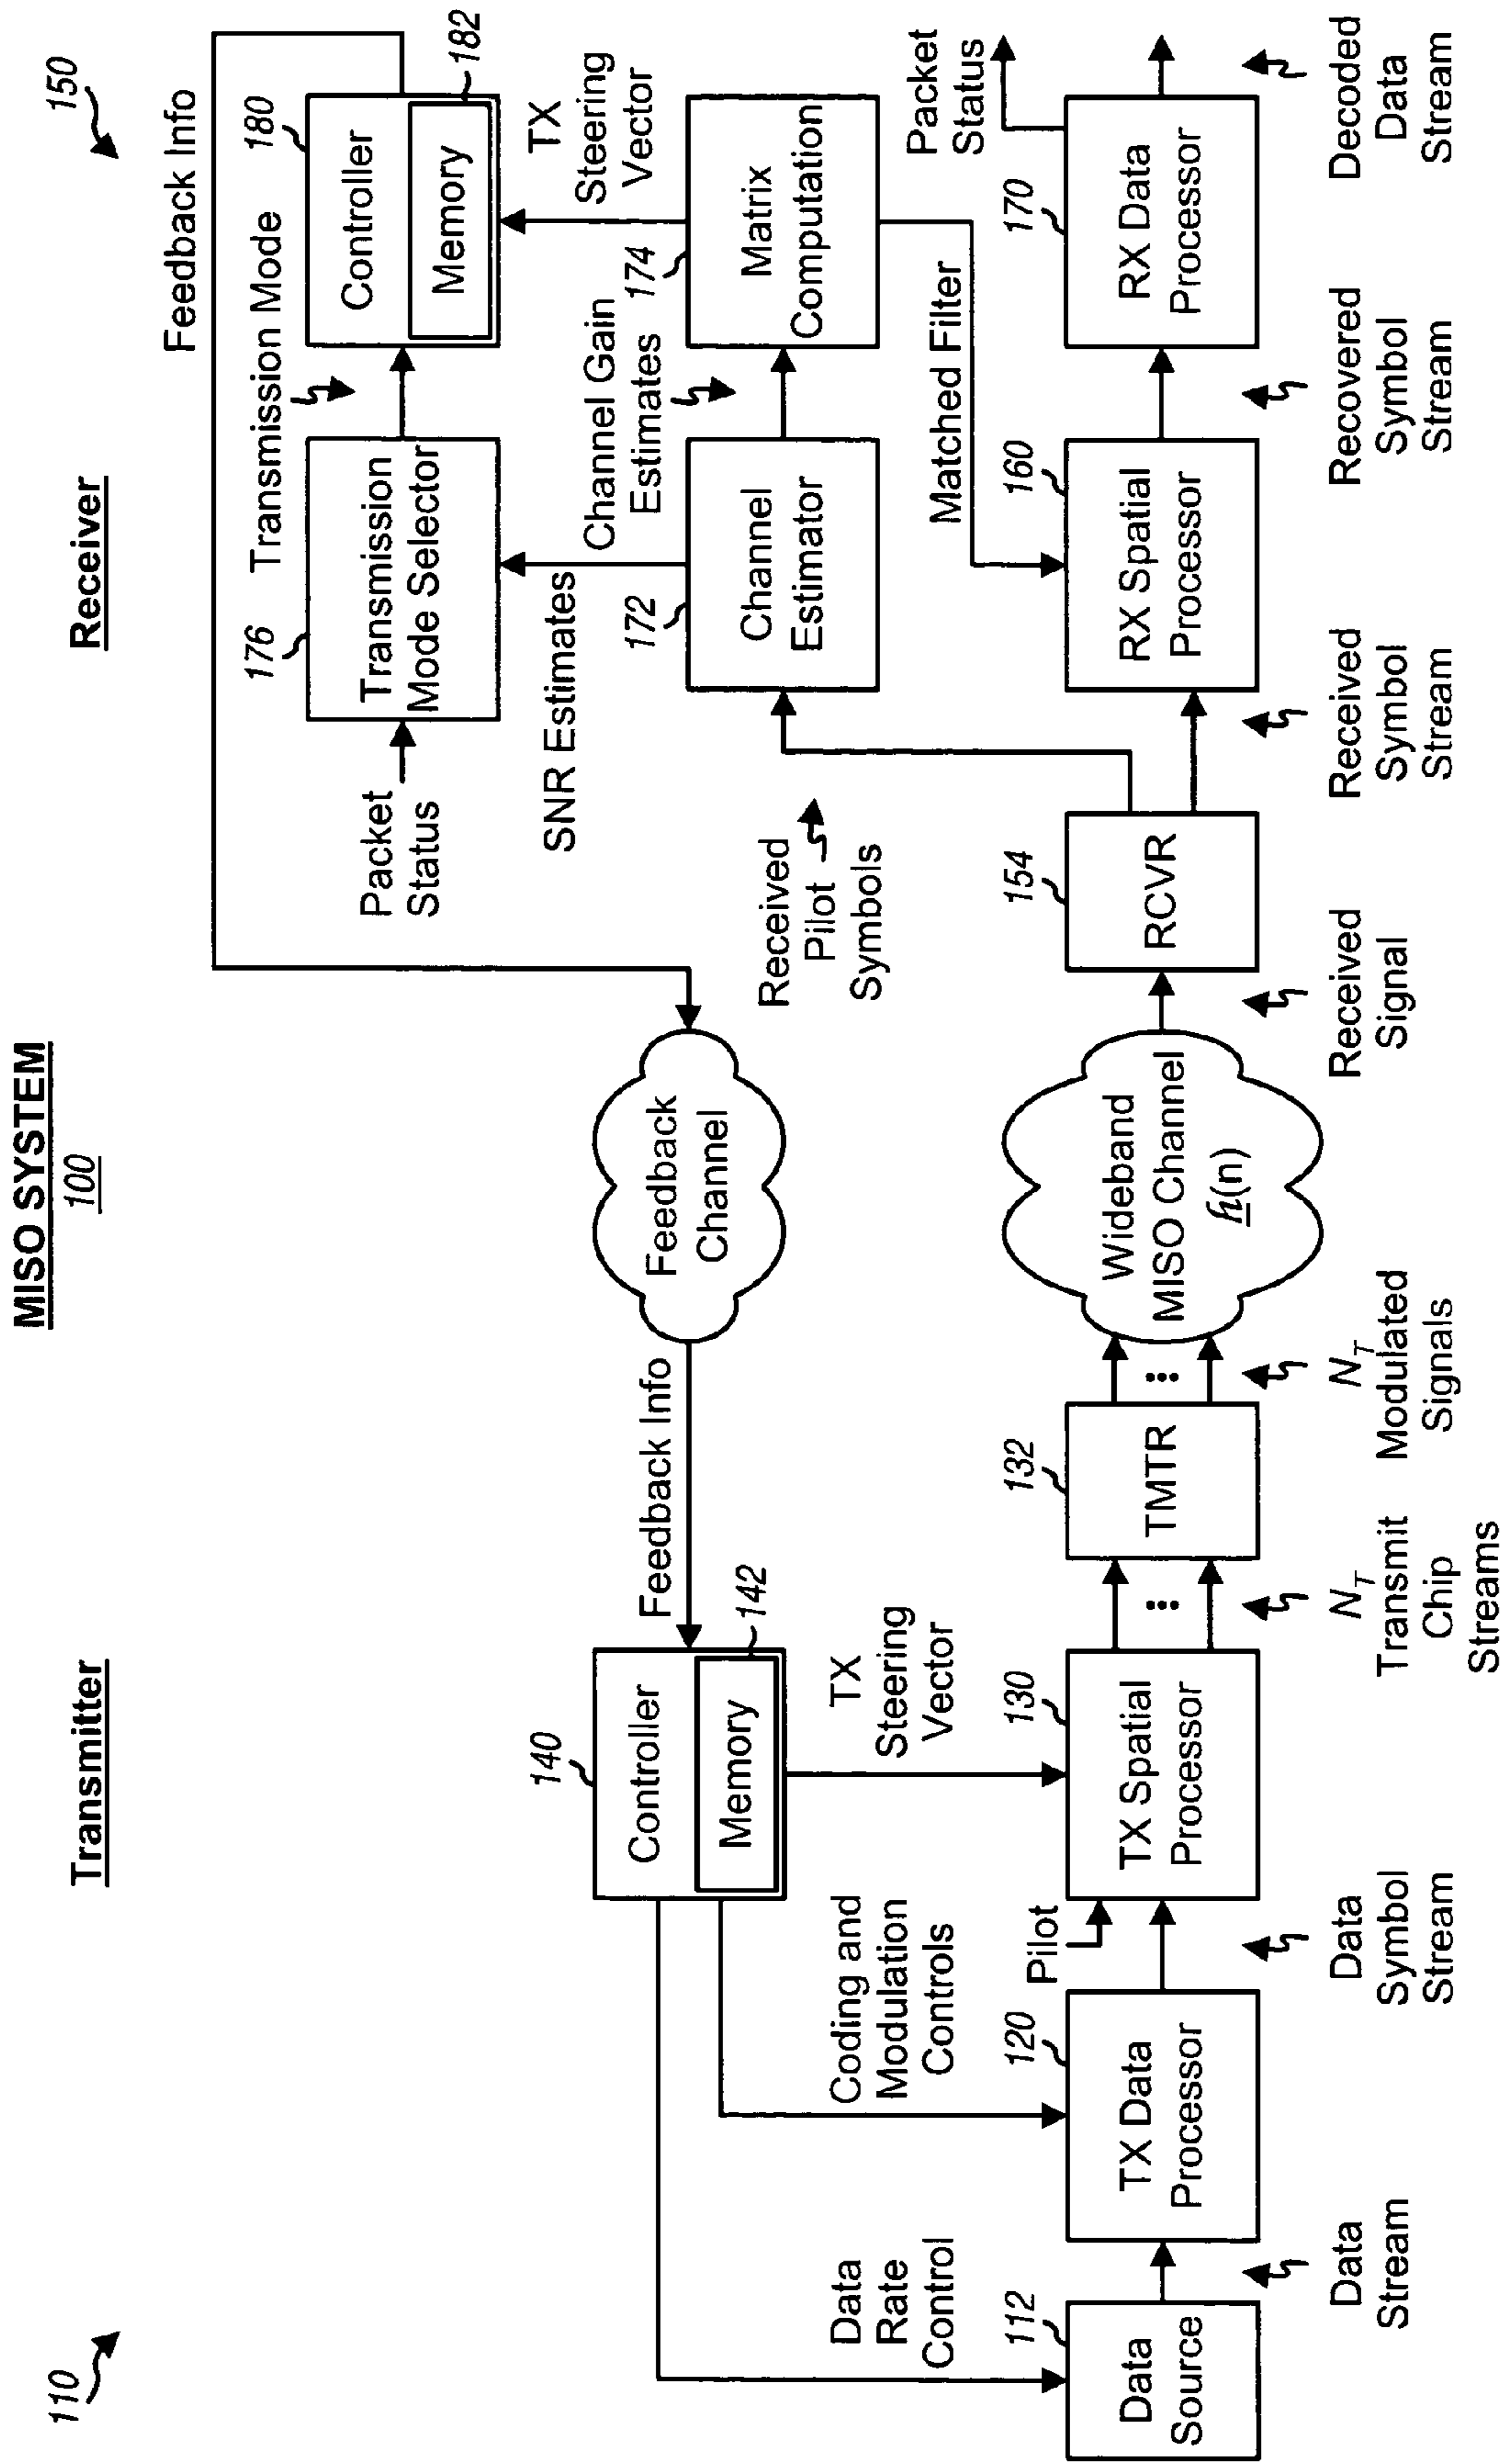 MISO SYSTEM
100
Transmitter
Receiver
110
150
Feedback Info
176
Transmission Mode
180
Packet
Status
Transmission
Mode Selector
Controller
Memory
182
SNR Estimates
TX
Steering
Vector
Feedback Info
Feedback
Channel
140
Controller
Memory
142
172
Channel
Estimator
Channel Gain
Estimates
174
Matrix
Computation
Received
Pilot
Symbols
Matched Filter
Packet
Status
Data
Rate
Control
Coding and
Modulation
Controls
TX
Steering
Vector
Pilot
112
Data
Source
120
TX Data
Processor
130
TX Spatial
Processor
132
TMTR
Wideband
MISO Channel
h(n)
154
RCVR
160
RX Spatial
Processor
170
RX Data
Processor
Data
Stream
Data
Symbol
Stream
N_T
Transmit
Chip
Streams
N_T
Modulated
Signals
Received
Signal
Received
Symbol
Stream
Recovered
Symbol
Stream
Decoded
Data
Stream